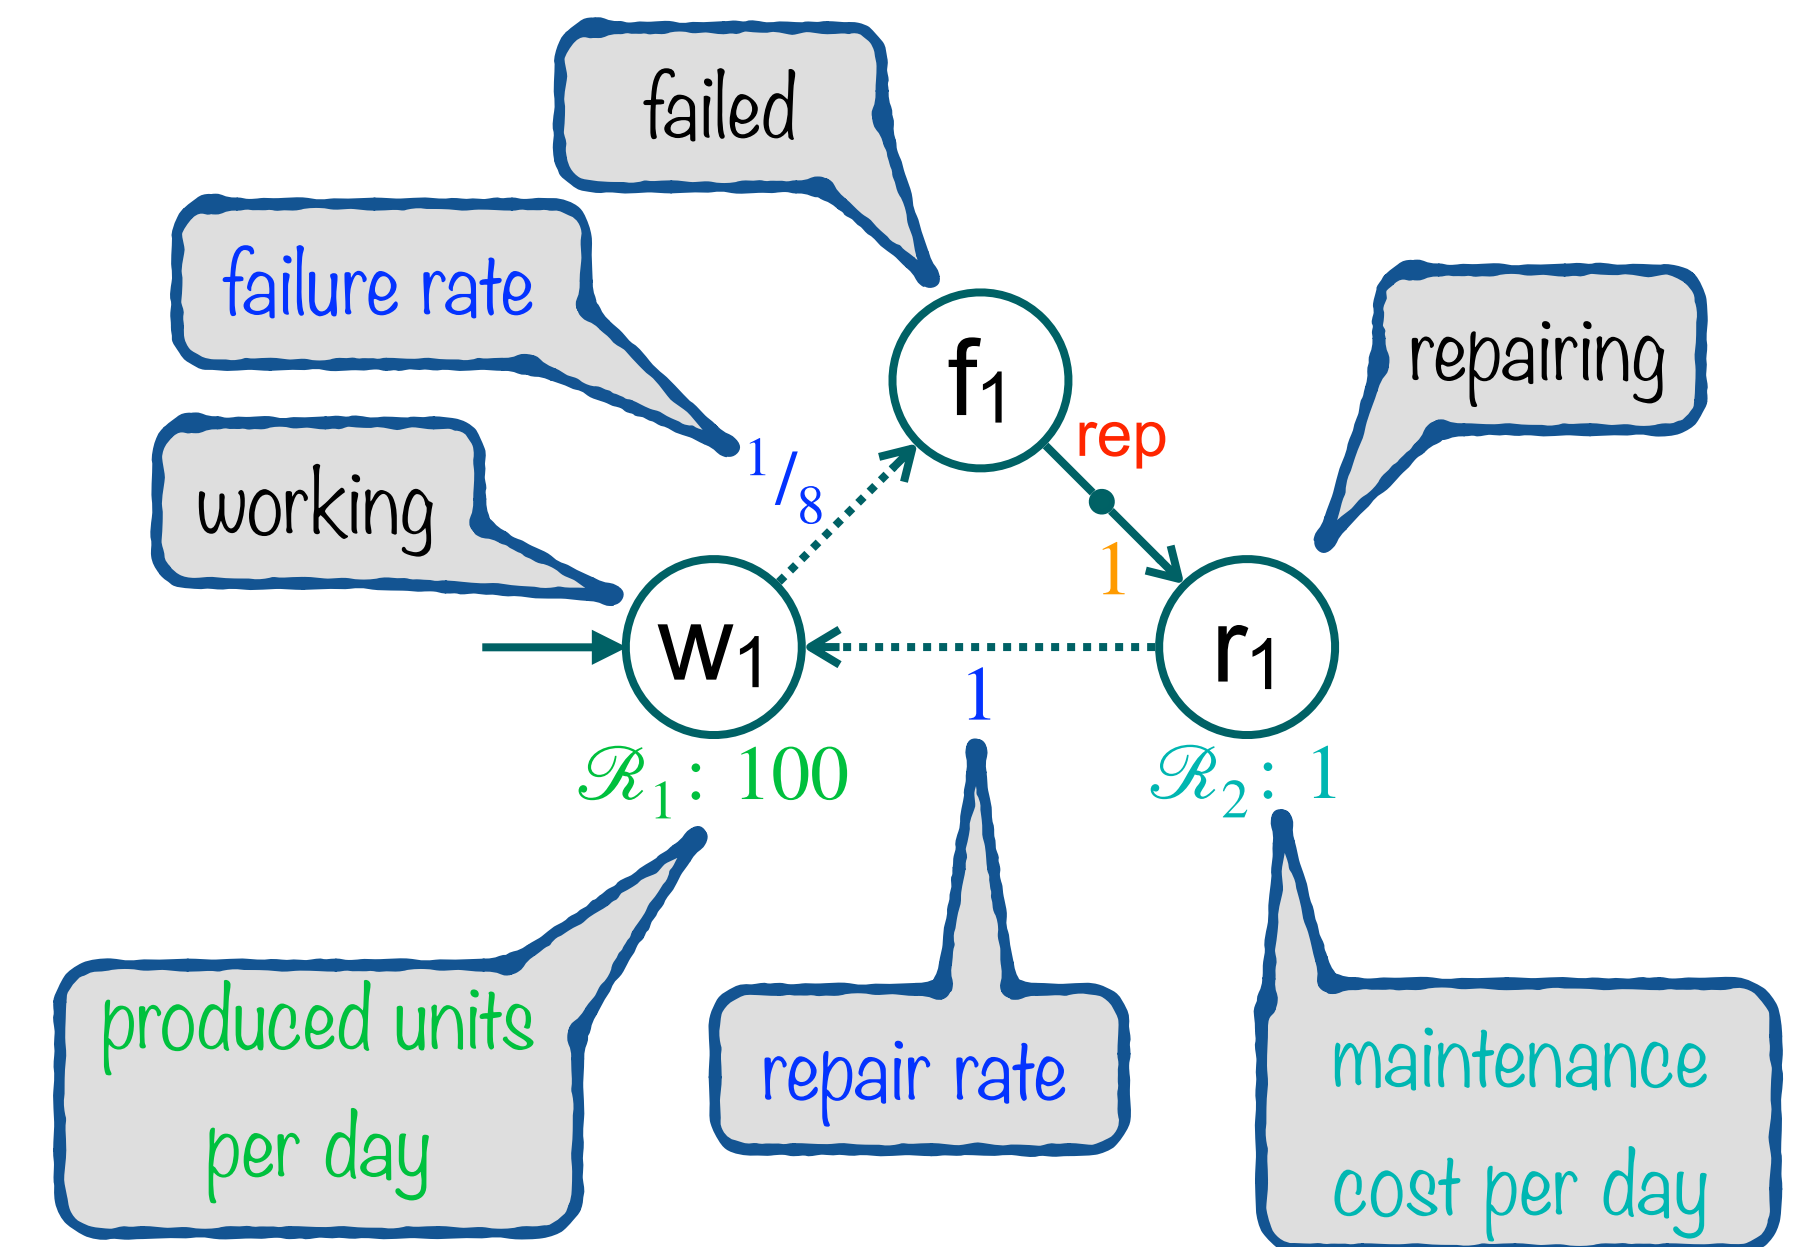 failed
failure rate
repairing
f₁
rep
working
1/8
1
w₁
r₁
1
ℛ₁: 100
ℛ₂: 1
produced units
per day
repair rate
maintenance
cost per day